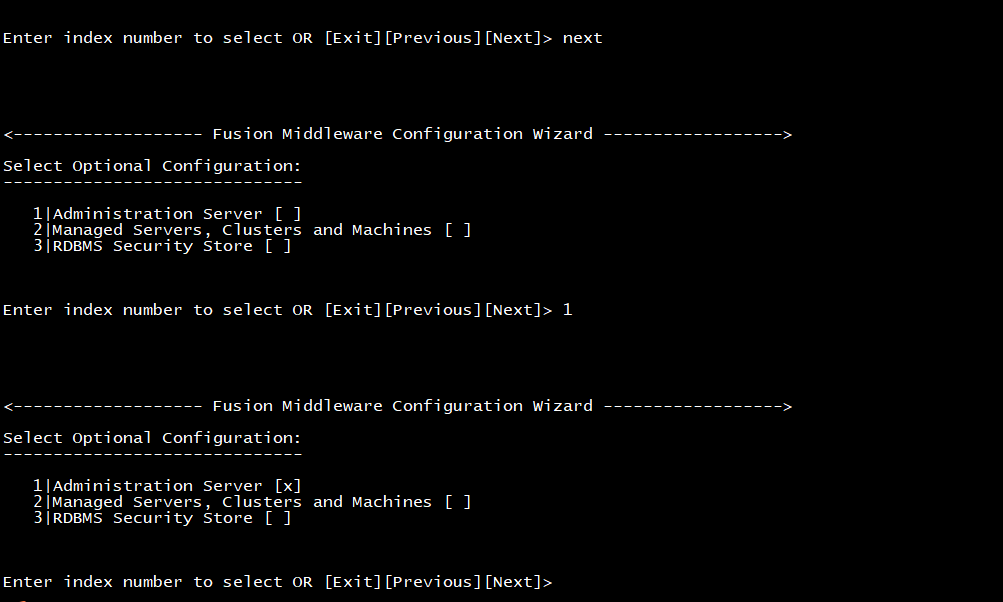 Enter index number to select OR [Exit][Previous][Next]> next
<------------------- Fusion Middleware Configuration Wizard ------------------>
Select Optional Configuration:
------------------------------
1|Administration Server [ ]
2|Managed Servers, Clusters and Machines [ ]
3|RDBMS Security Store [ ]
Enter index number to select OR [Exit][Previous][Next]> 1
<------------------- Fusion Middleware Configuration Wizard ------------------>
Select Optional Configuration:
------------------------------
1|Administration Server [x]
2|Managed Servers, Clusters and Machines [ ]
3|RDBMS Security Store [ ]
Enter index number to select OR [Exit][Previous][Next]>